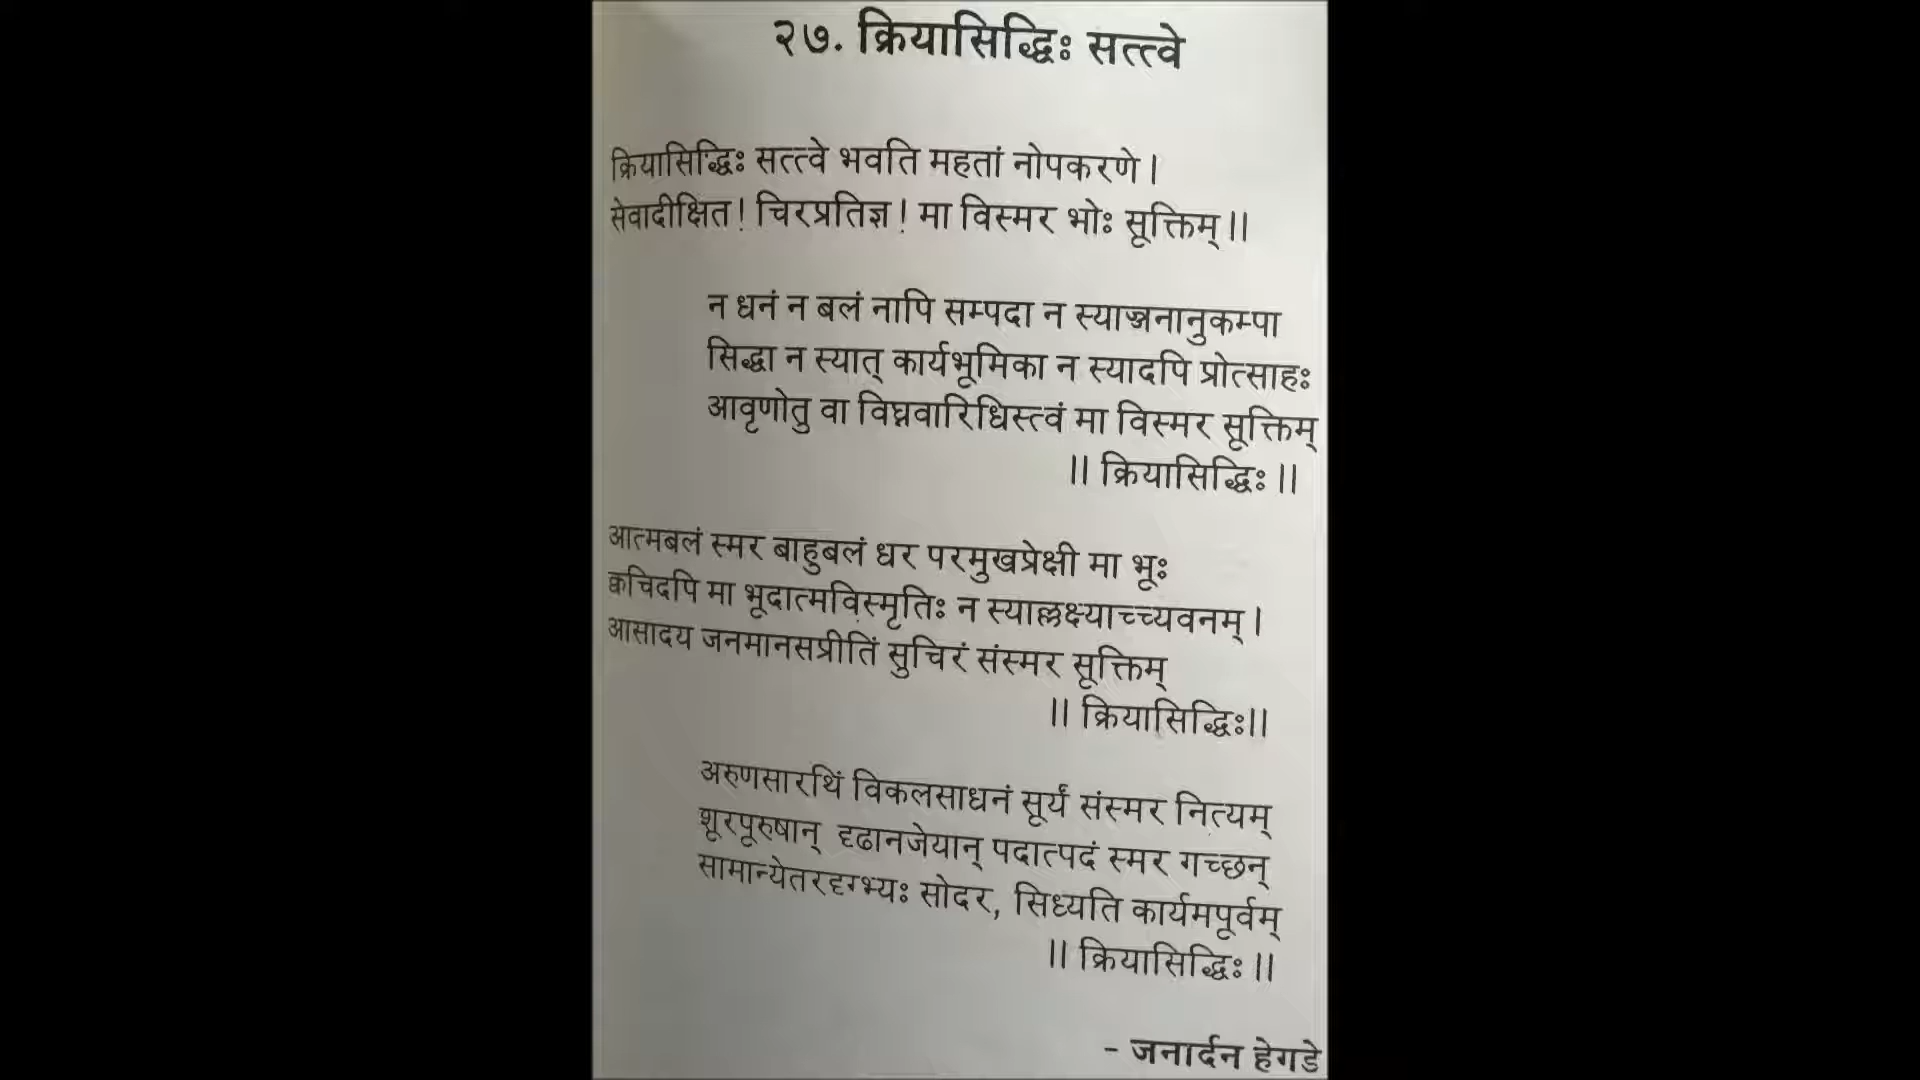 २७. क्रियासिद्धिः सत्त्वे
क्रियासिद्धिः सत्त्वे भवति महतां नोपकरणे।
सेवादीक्षित! चिरप्रतिज्ञ! मा विस्मर भोः सूक्तिम्॥
न धनं न बलं नापि सम्पदा न स्याज्जनानुकम्पा
सिद्धा न स्यात् कार्यभूमिका न स्यादपि प्रोत्साहः
आवृणोतु वा विघ्नवारिधिस्त्वं मा विस्मर सूक्तिम्
॥ क्रियासिद्धिः॥
आत्मबलं स्मर बाहुबलं धर परमुखप्रेक्षी मा भूः
क्वचिदपि मा भूदात्मविस्मृतिः न स्याल्लक्ष्याच्च्यवनम्।
आसादय जनमानसप्रीतिं सुचिरं संस्मर सूक्तिम्
॥ क्रियासिद्धिः॥
अरुणसारथिं विकलसाधनं सूर्यं संस्मर नित्यम्
शूरपूरुषान् दृढानजेयान् पदात्पदं स्मर गच्छन्
सामान्येतरदृग्भ्यः सोदर, सिध्यति कार्यमपूर्वम्
॥ क्रियासिद्धिः॥
- जनार्दन हेगडे